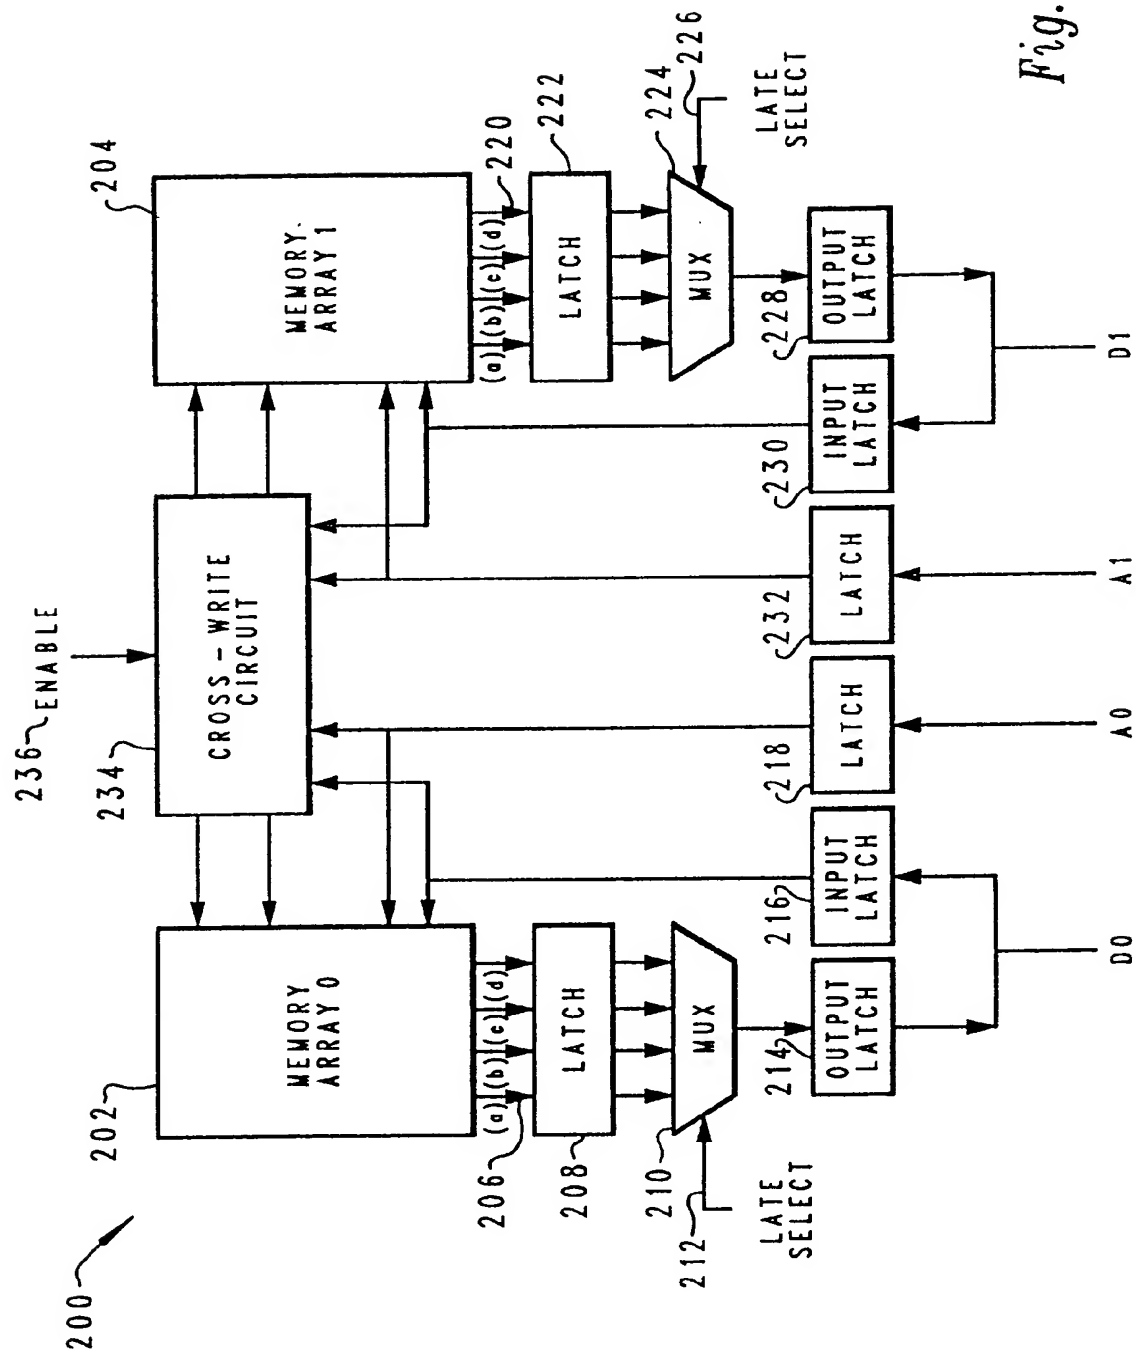 200
202
MEMORY
ARRAY 0
236
ENABLE
234
CROSS-WRITE
CIRCUIT
204
MEMORY
ARRAY 1
206
(a) (b) (c) (d)
(a) (b) (c) (d)
220
208
LATCH
222
LATCH
210
MUX
212
LATE
SELECT
224
MUX
226
LATE
SELECT
214
OUTPUT
LATCH
216
INPUT
LATCH
218
LATCH
232
LATCH
230
INPUT
LATCH
228
OUTPUT
LATCH
D0
A0
A1
D1
Fig.